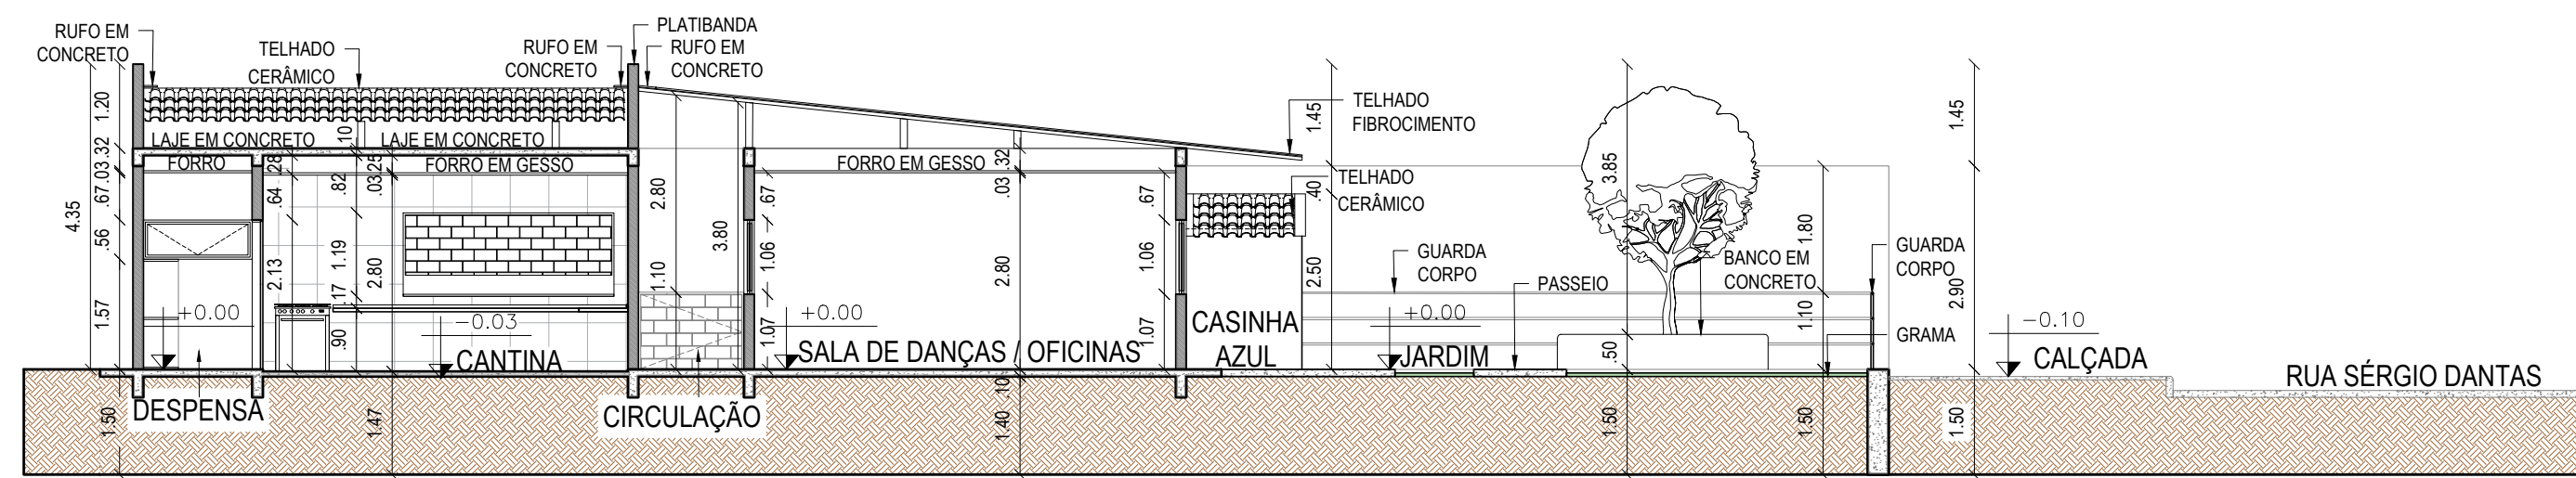 RUFO EM
CONCRETO
TELHADO
CERÂMICO
RUFO EM
CONCRETO
PLATIBANDA
RUFO EM
CONCRETO
TELHADO
FIBROCIMENTO
TELHADO
CERÂMICO
LAJE EM CONCRETO
LAJE EM CONCRETO
FORRO
FORRO EM GESSO
FORRO EM GESSO
4.35
1.20
.32
.03
.67
.56
1.57
1.50
.10
.28
.64
2.13
.82
1.19
.17
.90
.25
.03
2.80
1.47
2.80
1.10
3.80
.67
1.06
1.07
.32
.03
2.80
.10
1.40
.67
1.06
1.07
1.45
.40
2.50
3.85
.50
1.50
1.80
1.10
1.50
1.45
2.90
1.50
+0.00
-0.03
+0.00
+0.00
-0.10
DESPENSA
CANTINA
CIRCULAÇÃO
SALA DE DANÇAS / OFICINAS
CASINHA
AZUL
GUARDA
CORPO
PASSEIO
JARDIM
BANCO EM
CONCRETO
GUARDA
CORPO
GRAMA
CALÇADA
RUA SÉRGIO DANTAS